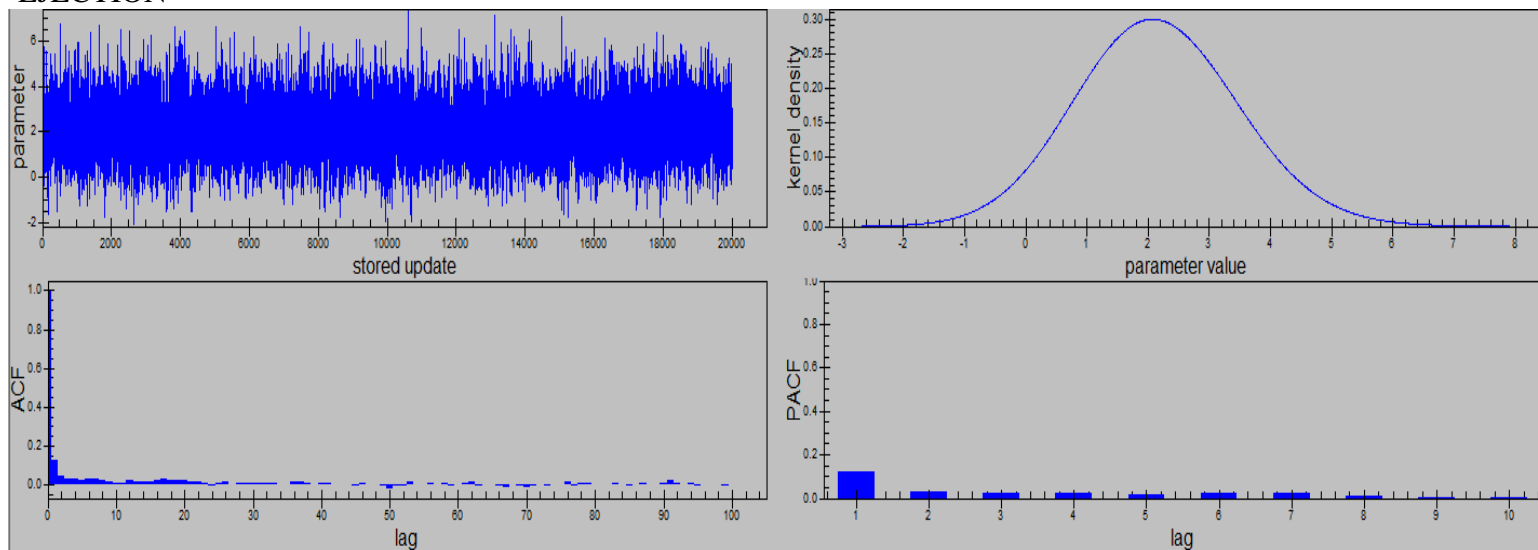 EJECTION
parameter
6
4
2
0
-2
0 2000 4000 6000 8000 10000 12000 14000 16000 18000 20000
stored update
kernel density
0.30
0.25
0.20
0.15
0.10
0.05
0.00
-3 -2 -1 0 1 2 3 4 5 6 7 8
parameter value
ACF
1.0
0.8
0.6
0.4
0.2
0.0
0 10 20 30 40 50 60 70 80 90 100
lag
PACF
1.0
0.8
0.6
0.4
0.2
0.0
1 2 3 4 5 6 7 8 9 10
lag